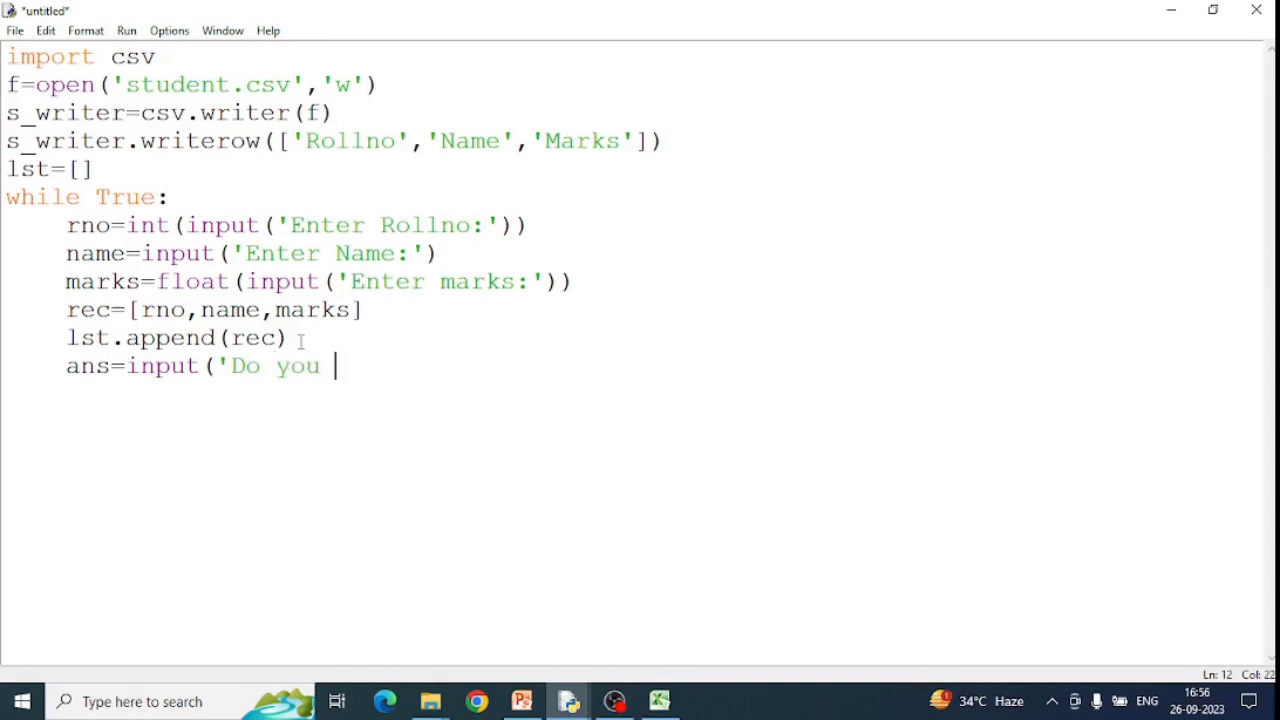 *untitled*
File Edit Format Run Options Window Help
import csv
f=open('student.csv','w')
s_writer=csv.writer(f)
s_writer.writerow(['Rollno','Name','Marks'])
lst=[]
while True:
rno=int(input('Enter Rollno:'))
name=input('Enter Name:')
marks=float(input('Enter marks:'))
rec=[rno,name,marks]
lst.append(rec)
ans=input('Do you
Ln: 12 Col: 22
Type here to search
34°C Haze
ENG
16:56
26-09-2023